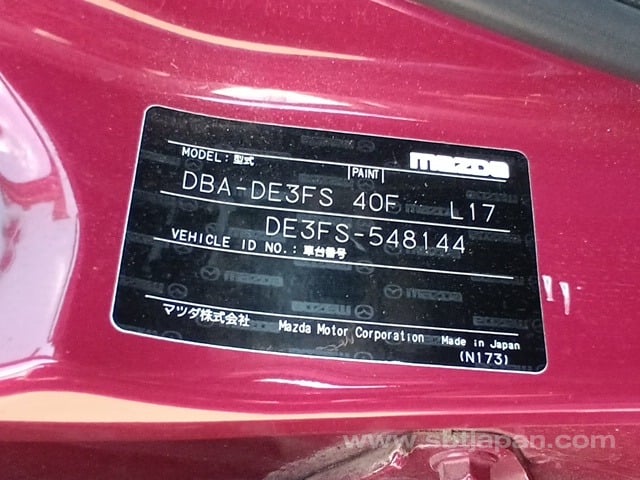 MODEL: 型式 PAINT mazda
DBA-DE3FS 40F L17
DE3FS-548144
VEHICLE ID NO.: 車台番号
マツダ株式会社 Mazda Motor Corporation Made in Japan
(N173)
www.sbtjapan.com